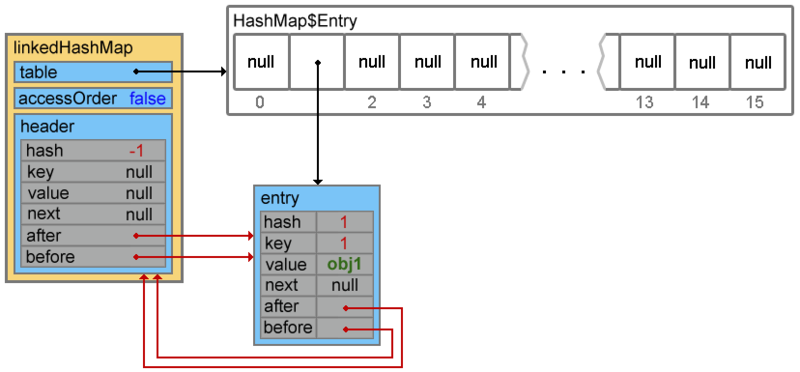 HashMap$Entry
null null null null . . . null null null
0 2 3 4 13 14 15
linkedHashMap
table
accessOrder false
header
hash -1
key null
value null
next null
after
before
entry
hash 1
key 1
value obj1
next null
after
before